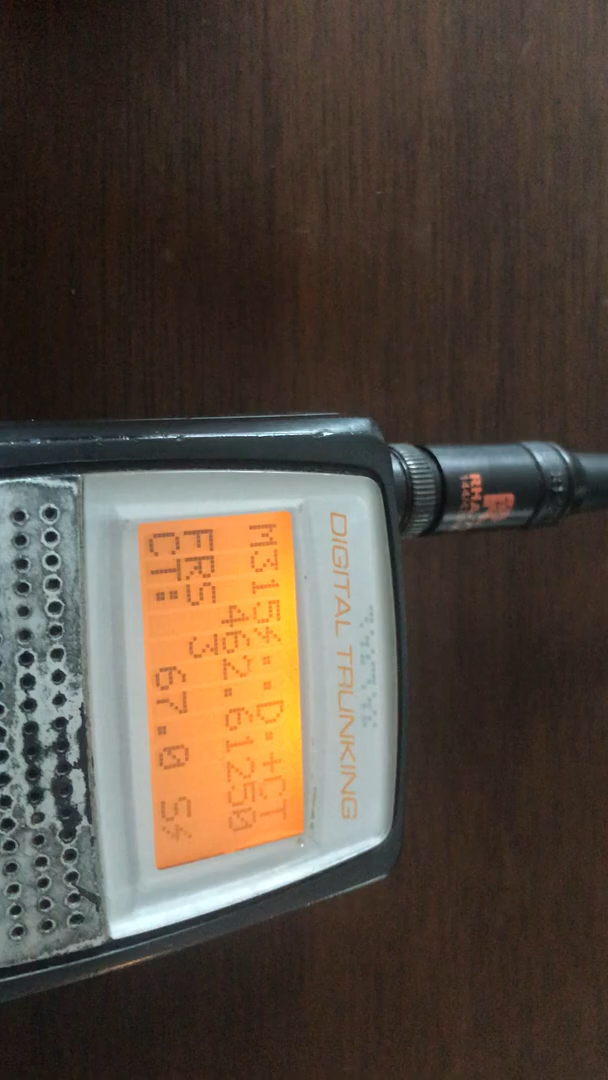 DIGITAL TRUNKING
M315*:·D·+CT
462.61250
FRS 3
CT: 67.0 S*